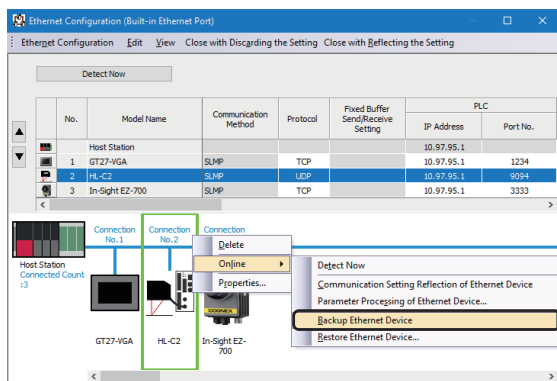 Ethernet Configuration (Built-in Ethernet Port)
Ethernet Configuration Edit View Close with Discarding the Setting Close with Reflecting the Setting
Detect Now
No. Model Name Communication Method Protocol Fixed Buffer Send/Receive Setting PLC
IP Address Port No.
Host Station 10.97.95.1
1 GT27-VGA SLMP TCP 10.97.95.1 1234
2 HL-C2 SLMP UDP 10.97.95.1 9094
3 In-Sight EZ-700 SLMP TCP 10.97.95.1 3333
Connection No.1
Connection No.2
Connection
Host Station
Connected Count
:3
Delete
Online
Properties...
Detect Now
Communication Setting Reflection of Ethernet Device
Parameter Processing of Ethernet Device...
Backup Ethernet Device
Restore Ethernet Device...
COGNEX
GT27-VGA
HL-C2
In-Sight EZ-
700